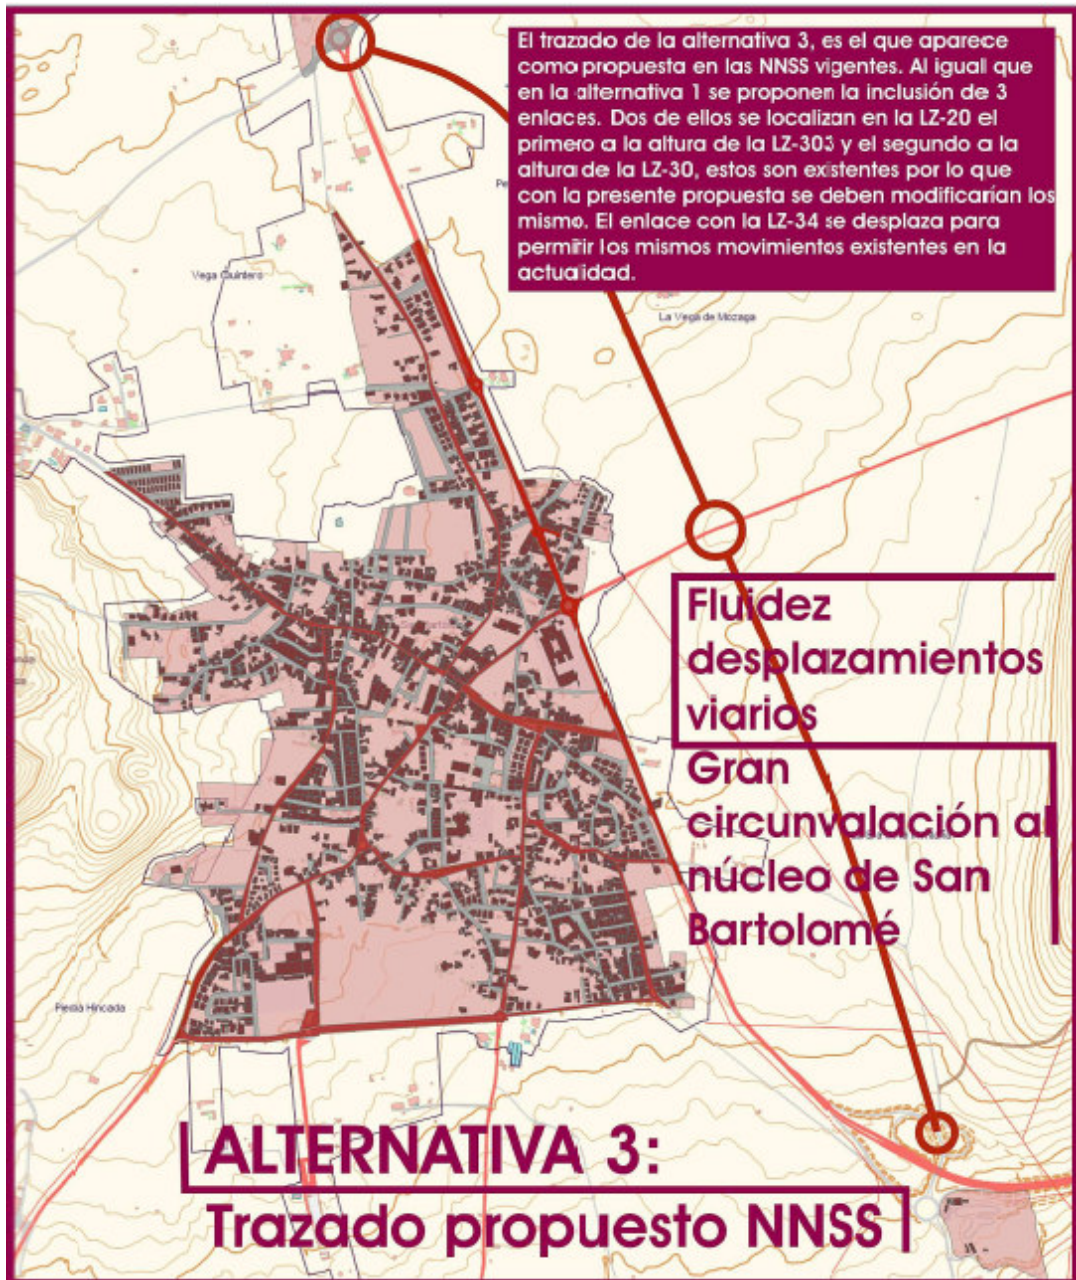 El trazado de la alternativa 3, es el que aparece
como propuesta en las NNSS vigentes. Al igual que
en la alternativa 1 se proponen la inclusión de 3
enlaces. Dos de ellos se localizan en la LZ-20 el
primero a la altura de la LZ-303 y el segundo a la
altura de la LZ-30, estos son existentes por lo que
con la presente propuesta se deben modificarían los
mismo. El enlace con la LZ-34 se desplaza para
permitir los mismos movimientos existentes en la
actualidad.
Vega Quintero
La Vega de Mozaga
Fluidez
desplazamientos
viarios
Gran
circunvalación al
núcleo de San
Bartolomé
Piedra Hincada
ALTERNATIVA 3:
Trazado propuesto NNSS